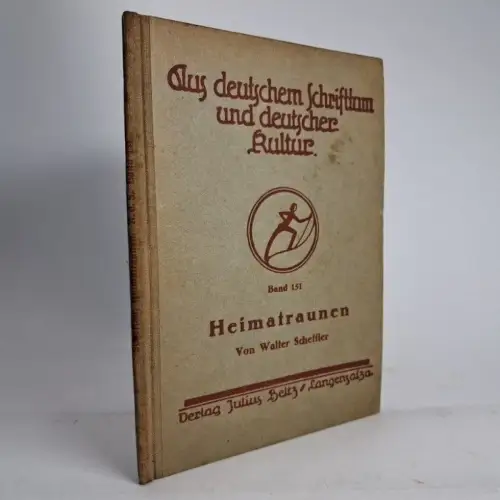 Aus deutschem Schrifttum
und deutscher
Kultur.
Band 151
Heimatraunen
Von Walter Scheffler
Verlag Julius Beltz Langensalza.